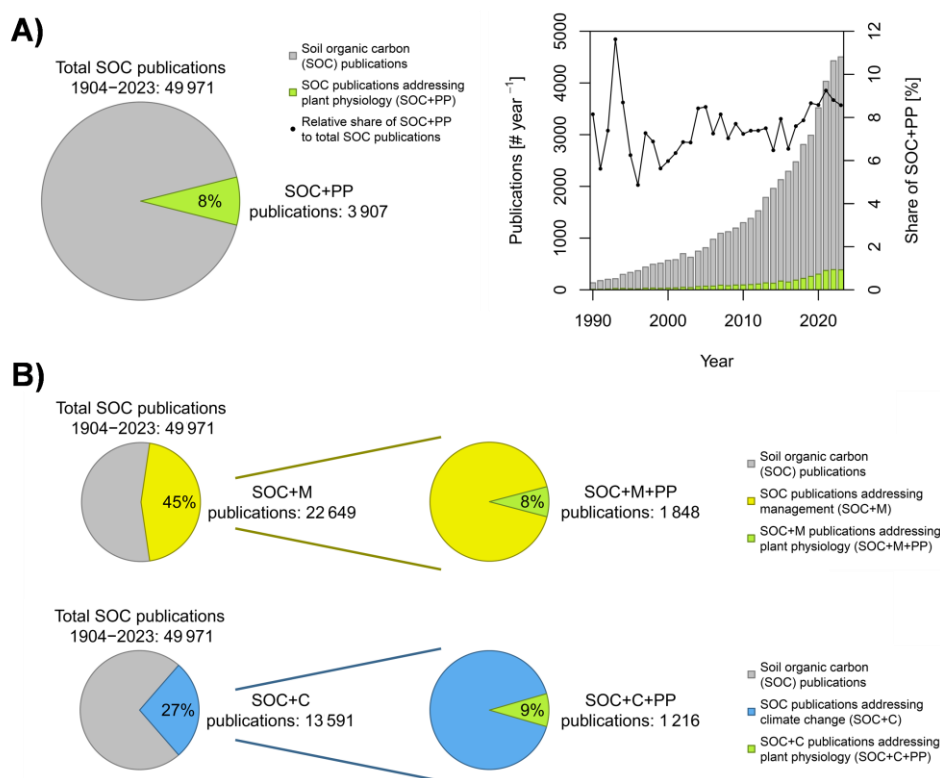 A)
Total SOC publications
1904−2023: 49 971
8%
SOC+PP
publications: 3 907
Soil organic carbon
(SOC) publications
SOC publications addressing
plant physiology (SOC+PP)
Relative share of SOC+PP
to total SOC publications
Publications [# year⁻¹]
5000
4000
3000
2000
1000
0
12
10
8
6
4
2
0
Share of SOC+PP [%]
1990
2000
2010
2020
Year
B)
Total SOC publications
1904−2023: 49 971
45%
SOC+M
publications: 22 649
8%
SOC+M+PP
publications: 1 848
Soil organic carbon
(SOC) publications
SOC publications addressing
management (SOC+M)
SOC+M publications addressing
plant physiology (SOC+M+PP)
Total SOC publications
1904−2023: 49 971
27%
SOC+C
publications: 13 591
9%
SOC+C+PP
publications: 1 216
Soil organic carbon
(SOC) publications
SOC publications addressing
climate change (SOC+C)
SOC+C publications addressing
plant physiology (SOC+C+PP)